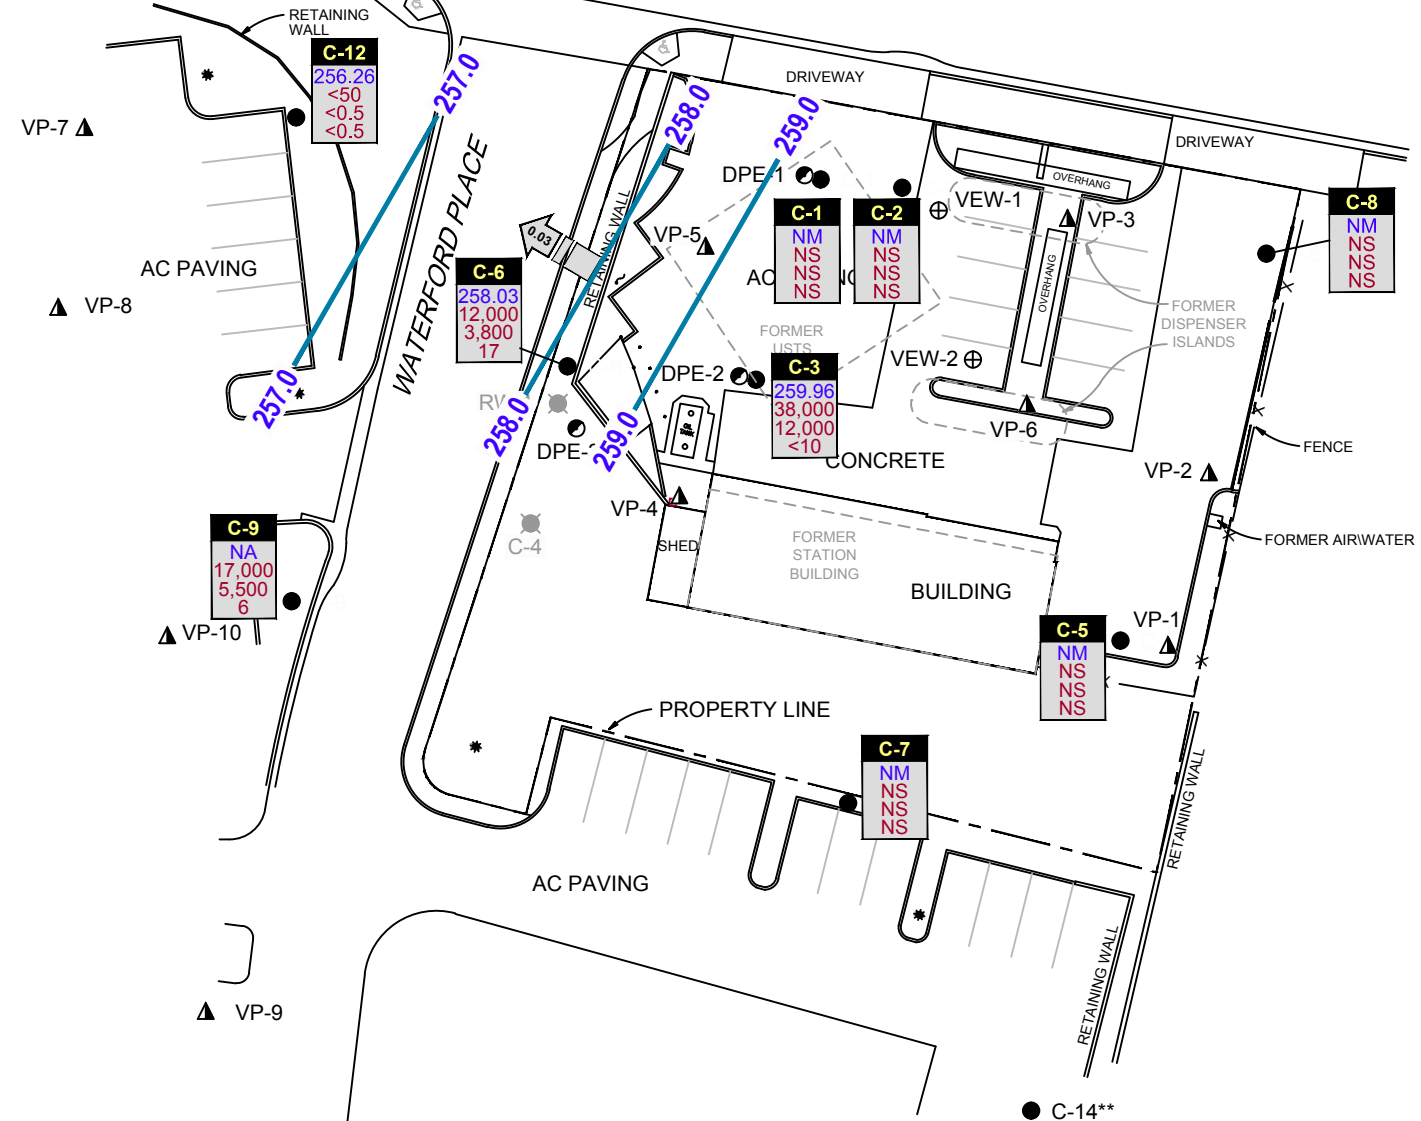 RETAINING
WALL
C-12
256.26
<50
<0.5
<0.5
257.0
258.0
259.0
DRIVEWAY
DRIVEWAY
VP-7
WATERFORD PLACE
RETAINING WALL
DPE-1
C-1
NM
NS
NS
NS
C-2
NM
NS
NS
NS
VEW-1
OVERHANG
VP-3
C-8
NM
NS
NS
NS
0.03
VP-5
AC PAVING
C-6
258.03
12,000
3,800
17
OVERHANG
VP-8
FORMER
DISPENSER
ISLANDS
FORMER
USTS
VEW-2
DPE-2
C-3
259.96
38,000
12,000
<10
257.0
258.0
259.0
OIL
TANK
VP-6
CONCRETE
FENCE
VP-2
VP-4
C-9
NA
17,000
5,500
6
C-4
SHED
FORMER
STATION
BUILDING
FORMER AIR\WATER
BUILDING
VP-10
C-5
NM
NS
NS
NS
VP-1
PROPERTY LINE
C-7
NM
NS
NS
NS
RETAINING WALL
AC PAVING
RETAINING WALL
VP-9
C-14**